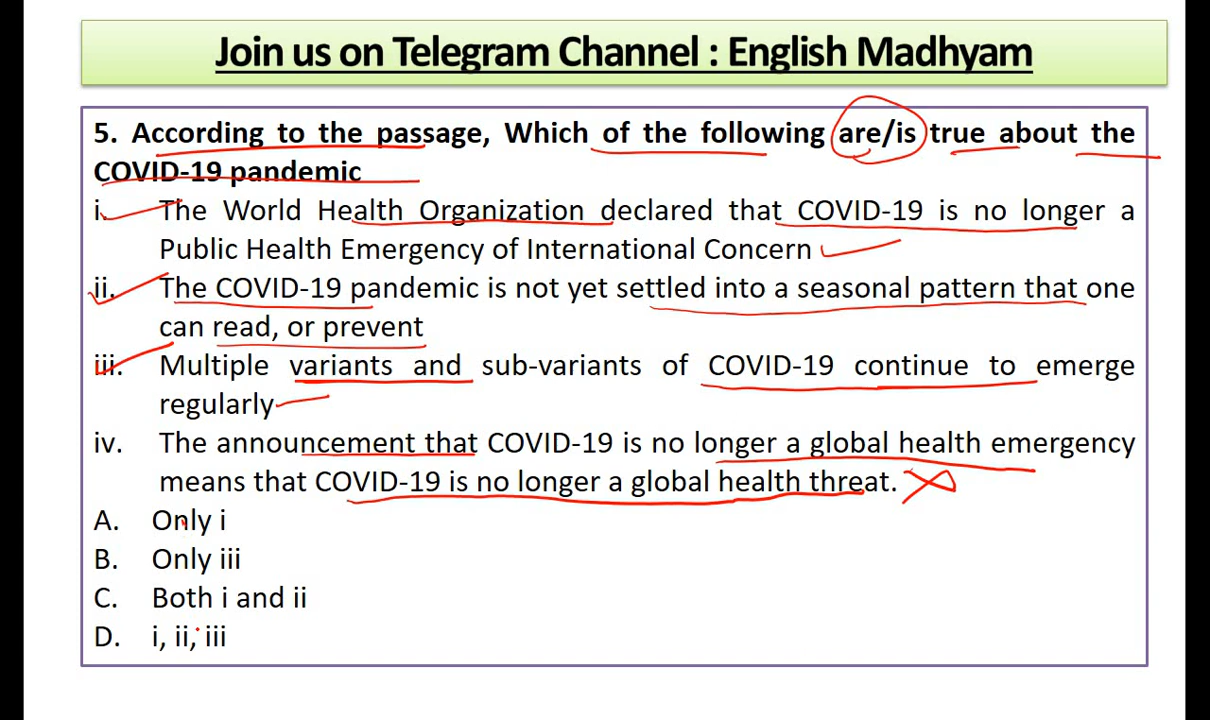 Join us on Telegram Channel : English Madhyam
5. According to the passage, Which of the following are/is true about the
COVID-19 pandemic
i. The World Health Organization declared that COVID-19 is no longer a
Public Health Emergency of International Concern
ii. The COVID-19 pandemic is not yet settled into a seasonal pattern that one
can read, or prevent
iii. Multiple variants and sub-variants of COVID-19 continue to emerge
regularly
iv. The announcement that COVID-19 is no longer a global health emergency
means that COVID-19 is no longer a global health threat.
A. Only i
B. Only iii
C. Both i and ii
D. i, ii, iii